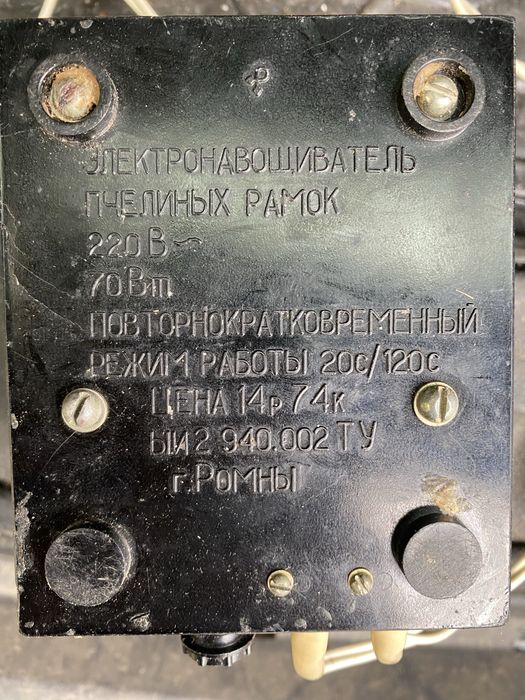 ЭЛЕКТРОНАВОЩИВАТЕЛЬ
ПЧЕЛИНЫХ РАМОК
220 В ~
70 Вт
ПОВТОРНОКРАТКОВРЕМЕННЫЙ
РЕЖИМ РАБОТЫ 20с/120с
ЦЕНА 14р 74к
ЫИ2 940.002 ТУ
г. Ромны